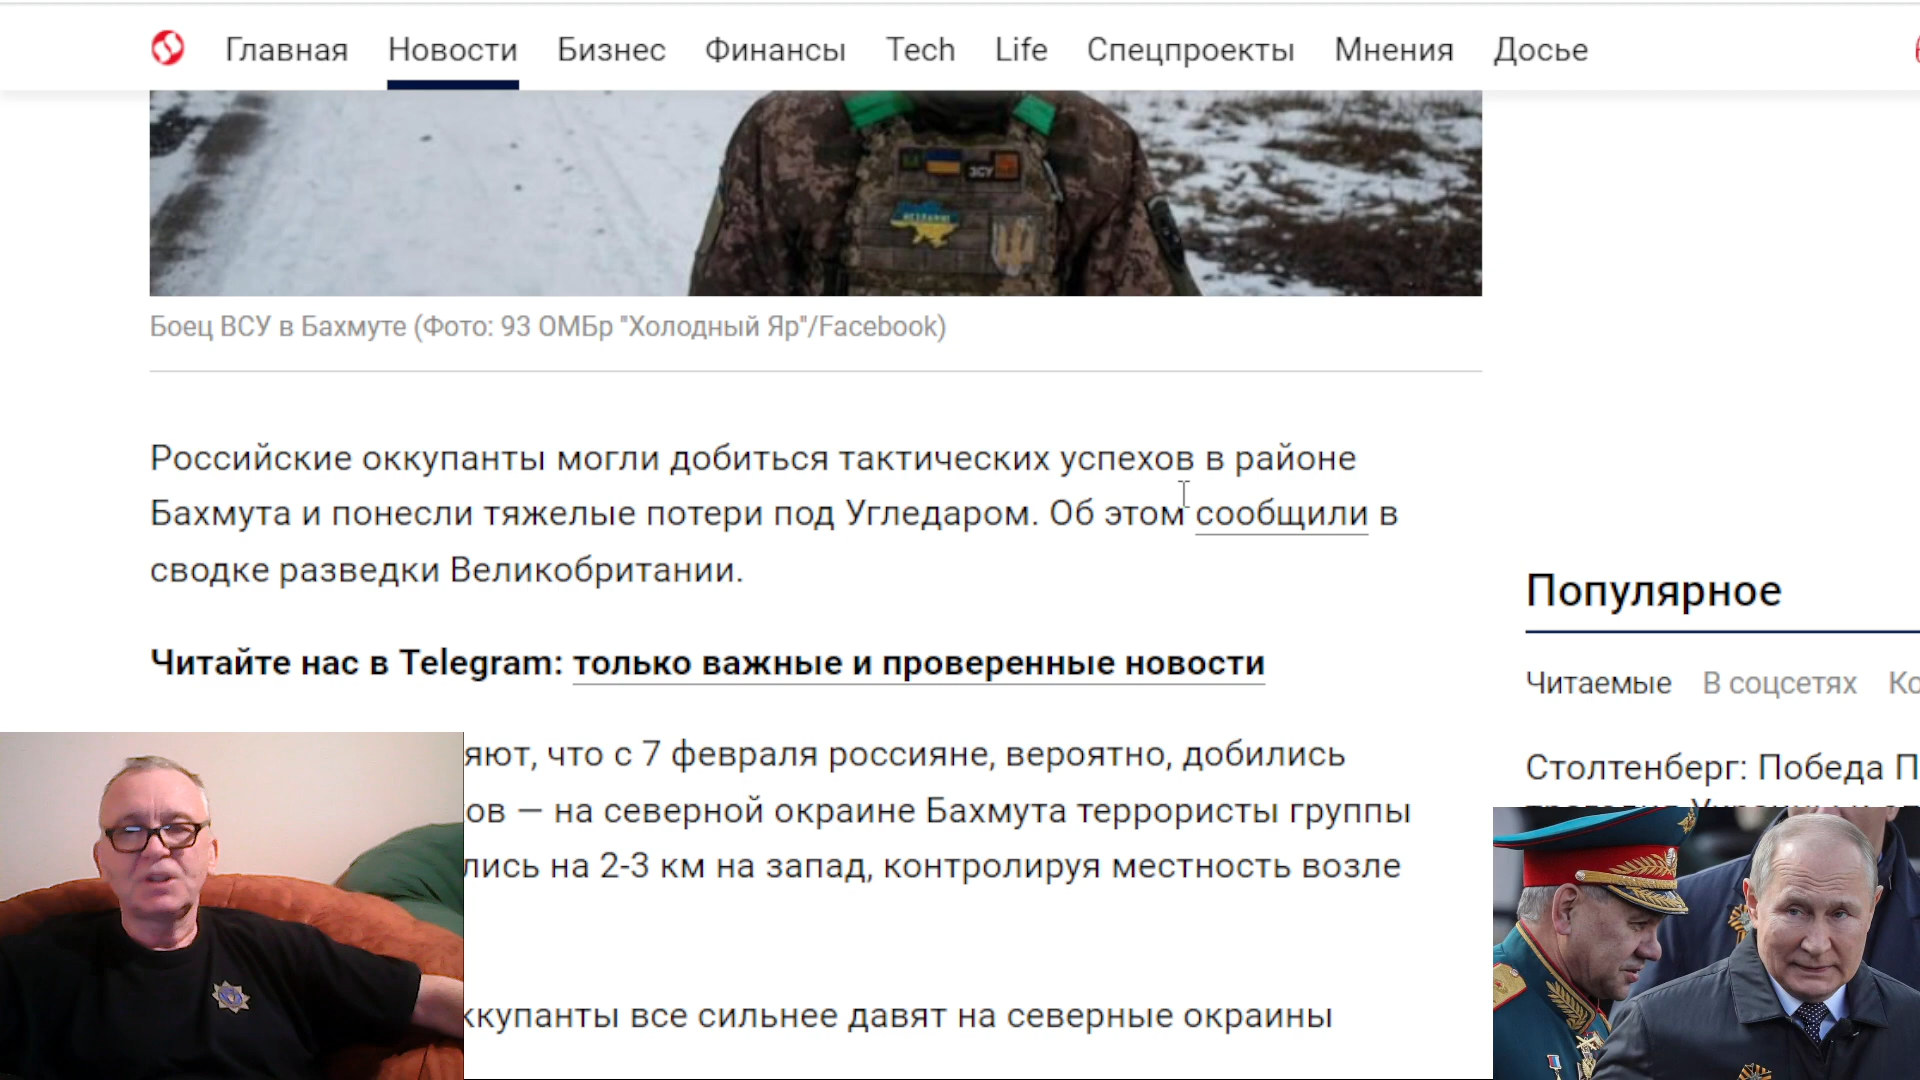 Главная Новости Бизнес Финансы Tech Life Спецпроекты Мнения Досье
ЗСУ
Боец ВСУ в Бахмуте (Фото: 93 ОМБр "Холодный Яр"/Facebook)
Российские оккупанты могли добиться тактических успехов в районе
Бахмута и понесли тяжелые потери под Угледаром. Об этом сообщили в
сводке разведки Великобритании.
Читайте нас в Telegram: только важные и проверенные новости
яют, что с 7 февраля россияне, вероятно, добились
ов — на северной окраине Бахмута террористы группы
лись на 2-3 км на запад, контролируя местность возле
ккупанты все сильнее давят на северные окраины
Популярное
Читаемые В соцсетях Ко
Столтенберг: Победа П